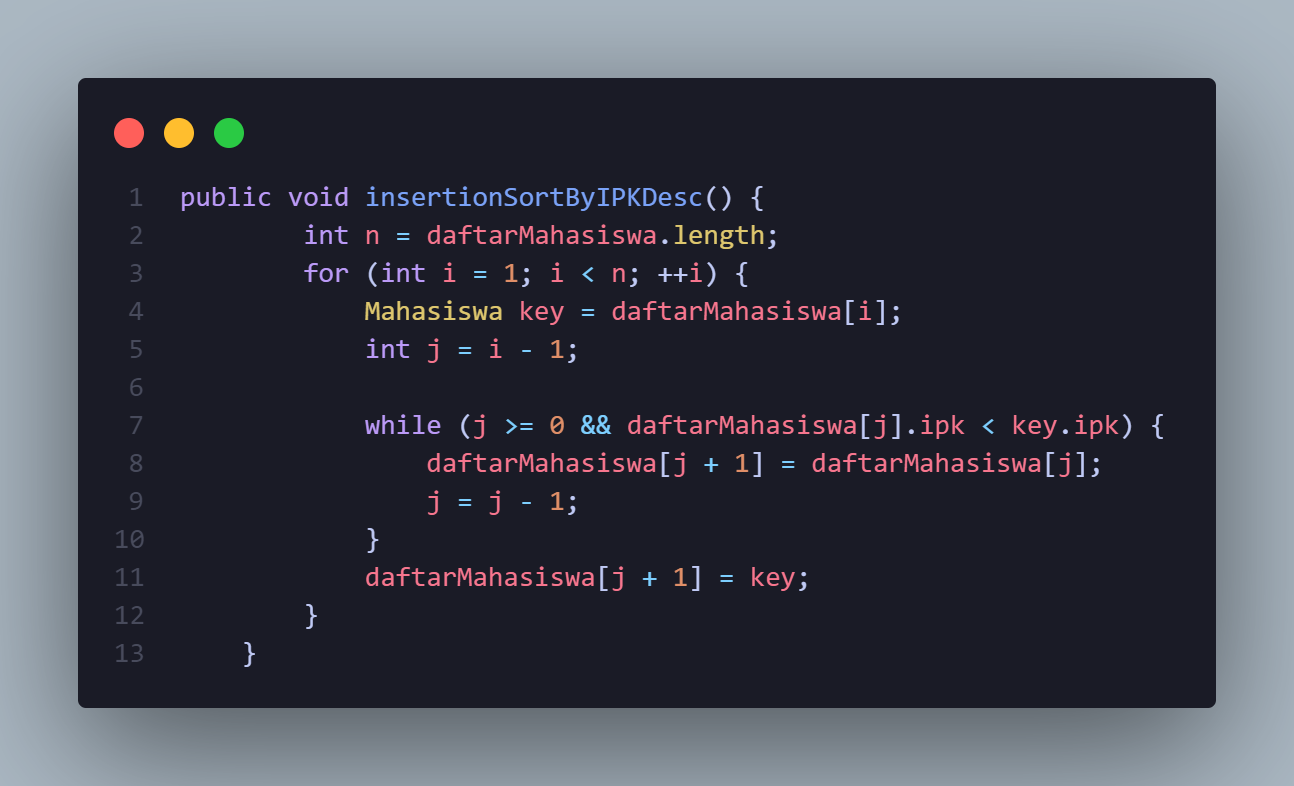 1 public void insertionSortByIPKDesc() {
2         int n = daftarMahasiswa.length;
3         for (int i = 1; i < n; ++i) {
4             Mahasiswa key = daftarMahasiswa[i];
5             int j = i - 1;
6
7             while (j >= 0 && daftarMahasiswa[j].ipk < key.ipk) {
8                 daftarMahasiswa[j + 1] = daftarMahasiswa[j];
9                 j = j - 1;
10             }
11             daftarMahasiswa[j + 1] = key;
12         }
13     }